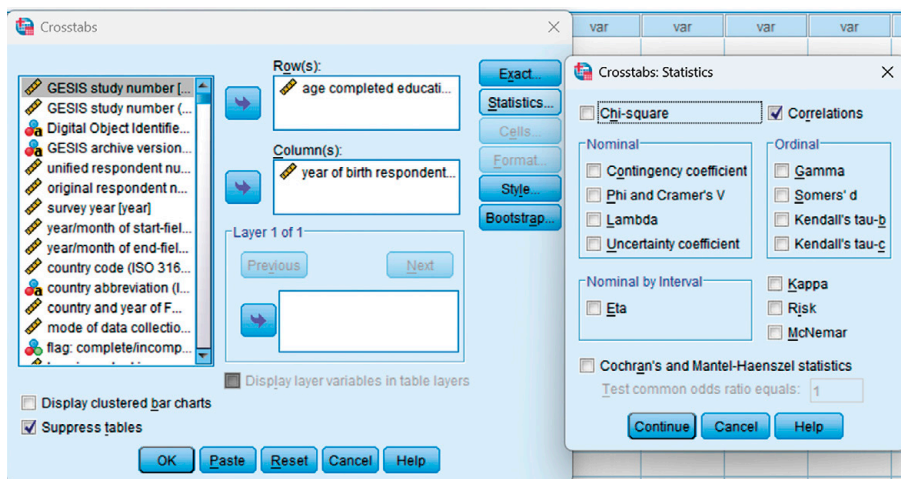 Crosstabs
GESIS study number [...
GESIS study number (...
Digital Object Identifie...
GESIS archive version...
unified respondent nu...
original respondent n...
survey year [year]
year/month of start-fiel...
year/month of end-fiel...
country code (ISO 316...
country abbreviation (I...
country and year of F...
mode of data collectio...
flag: complete/incomp...
Row(s):
age completed educati...
Column(s):
year of birth respondent...
Layer 1 of 1
Previous
Next
Display layer variables in table layers
Exact...
Statistics...
Cells...
Format...
Style...
Bootstrap...
Display clustered bar charts
Suppress tables
OK
Paste
Reset
Cancel
Help
var
var
var
var
Crosstabs: Statistics
Chi-square
Correlations
Nominal
Contingency coefficient
Phi and Cramer's V
Lambda
Uncertainty coefficient
Ordinal
Gamma
Somers' d
Kendall's tau-b
Kendall's tau-c
Nominal by Interval
Eta
Kappa
Risk
McNemar
Cochran's and Mantel-Haenszel statistics
Test common odds ratio equals: 1
Continue
Cancel
Help